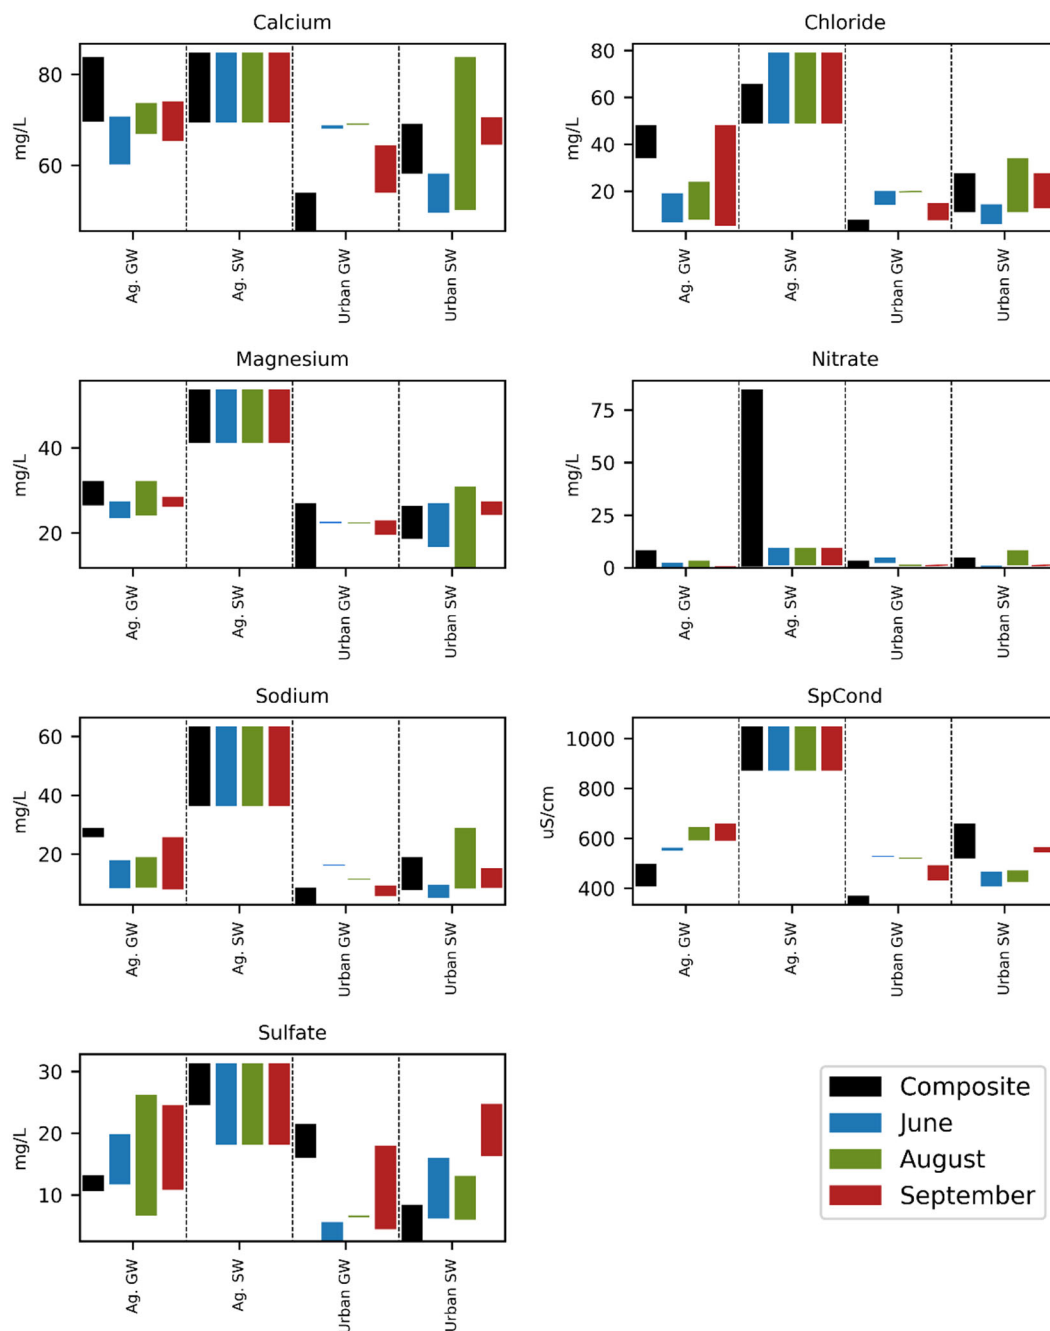 Calcium
80
60
mg/L
Ag. GW
Ag. SW
Urban GW
Urban SW
Chloride
80
60
40
20
mg/L
Ag. GW
Ag. SW
Urban GW
Urban SW
Magnesium
40
20
mg/L
Ag. GW
Ag. SW
Urban GW
Urban SW
Nitrate
75
50
25
0
mg/L
Ag. GW
Ag. SW
Urban GW
Urban SW
Sodium
60
40
20
mg/L
Ag. GW
Ag. SW
Urban GW
Urban SW
SpCond
1000
800
600
400
uS/cm
Ag. GW
Ag. SW
Urban GW
Urban SW
Sulfate
30
20
10
mg/L
Ag. GW
Ag. SW
Urban GW
Urban SW
Composite
June
August
September